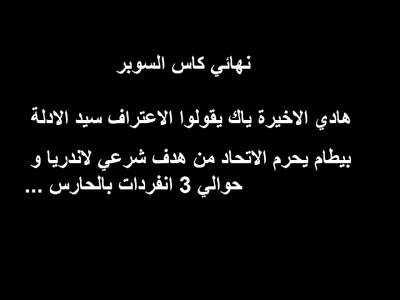 نهائي كاس السوبر
هادي الاخيرة ياك يقولوا الاعتراف سيد الادلة
بيطام يحرم الاتحاد من هدف شرعي لاندريا و
حوالي 3 انفردات بالحارس ...